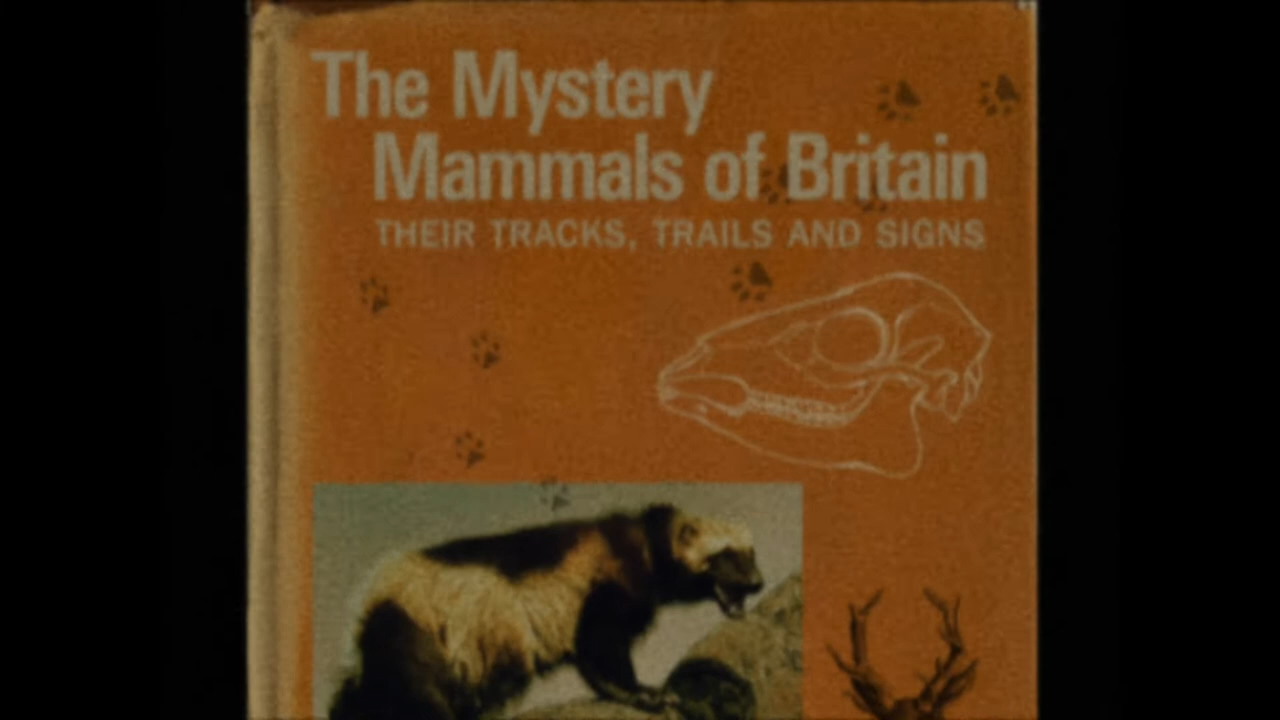 The Mystery
Mammals of Britain
THEIR TRACKS, TRAILS AND SIGNS